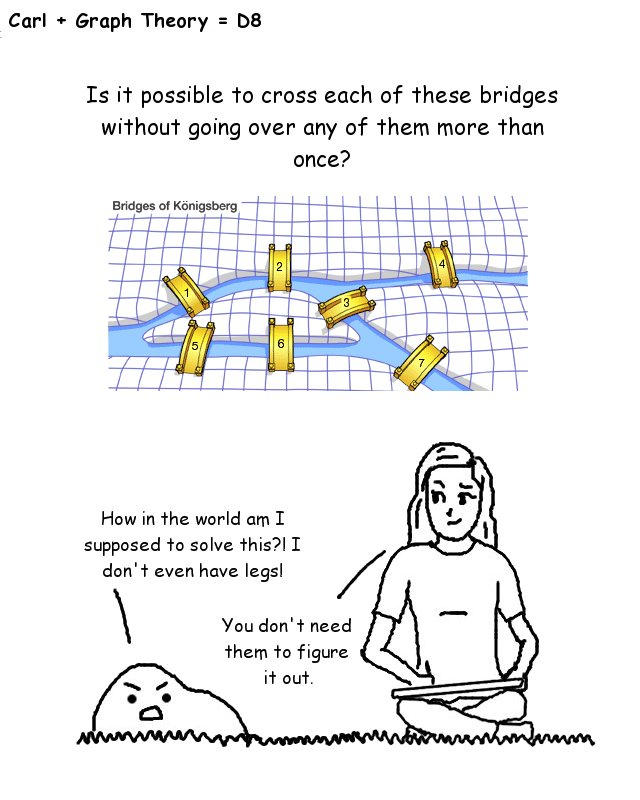 Carl + Graph Theory = D8
Is it possible to cross each of these bridges
without going over any of them more than
once?
Bridges of Königsberg
1
2
3
4
5
6
7
How in the world am I
supposed to solve this?! I
don't even have legs!
You don't need
them to figure
it out.